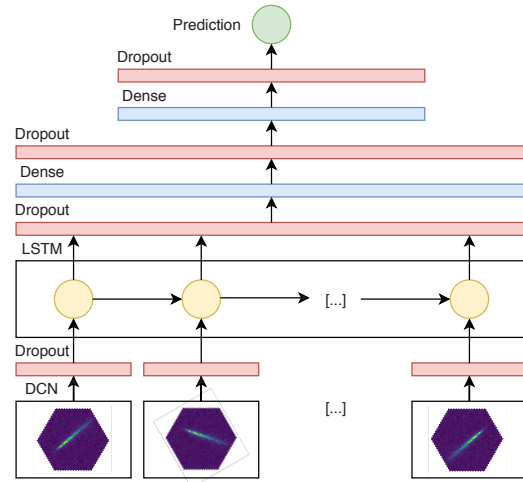 Prediction
Dropout
Dense
Dropout
Dense
Dropout
LSTM
[...]
Dropout
DCN
[...]